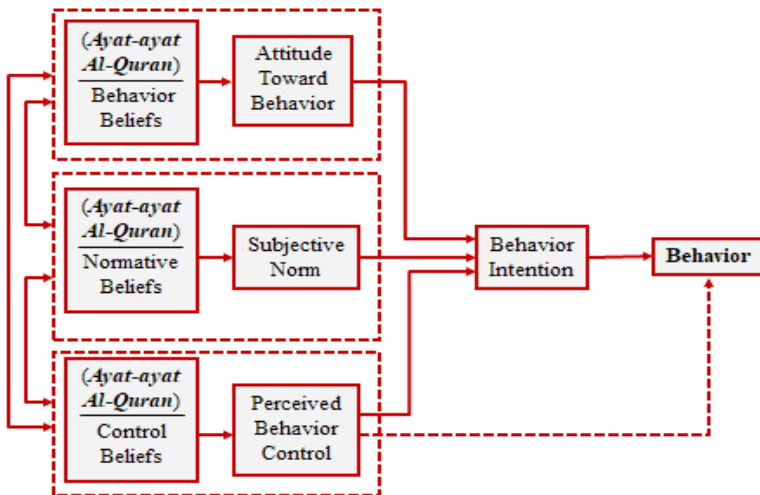 (Ayat-ayat
Al-Quran)
Behavior
Beliefs
Attitude
Toward
Behavior
(Ayat-ayat
Al-Quran)
Normative
Beliefs
Subjective
Norm
Behavior
Intention
Behavior
(Ayat-ayat
Al-Quran)
Control
Beliefs
Perceived
Behavior
Control